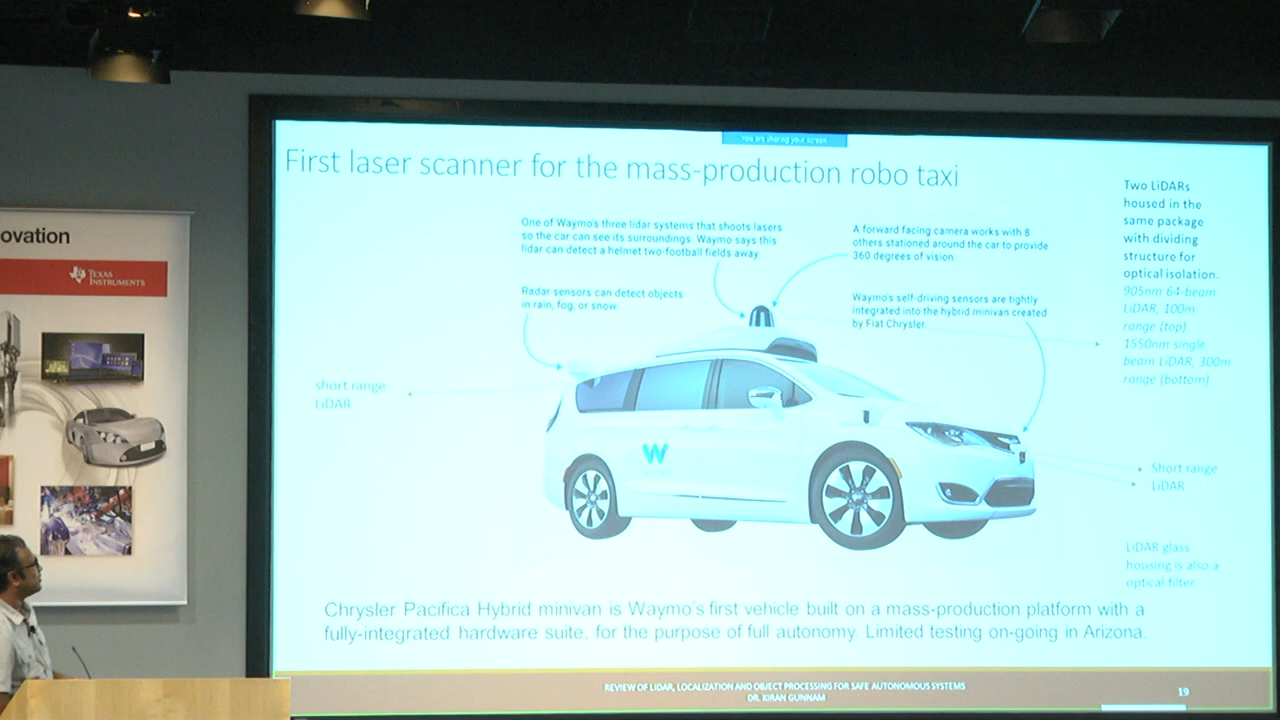 ovation
TEXAS
INSTRUMENTS
You are sharing your screen
First laser scanner for the mass-production robo taxi
One of Waymo's three lidar systems that shoots lasers
so the car can see its surroundings. Waymo says this
lidar can detect a helmet two-football fields away.
A forward facing camera works with 8
others stationed around the car to provide
360 degrees of vision.
Radar sensors can detect objects
in rain, fog, or snow.
Waymo's self-driving sensors are tightly
integrated into the hybrid minivan created
by Fiat Chrysler.
Two LiDARs
housed in the
same package
with dividing
structure for
optical isolation.
905nm 64-beam
LiDAR, 100m
range (top)
1550nm single
beam LiDAR, 300m
range (bottom).
short range
LiDAR
W
Short range
LiDAR
LiDAR glass
housing is also a
optical filter.
Chrysler Pacifica Hybrid minivan is Waymo's first vehicle built on a mass-production platform with a
fully-integrated hardware suite, for the purpose of full autonomy. Limited testing on-going in Arizona.
REVIEW OF LIDAR, LOCALIZATION AND OBJECT PROCESSING FOR SAFE AUTONOMOUS SYSTEMS
DR. KIRAN GUNNAM
19